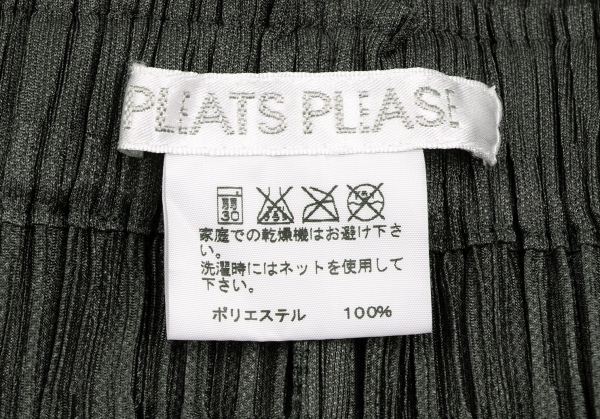 PLEATS PLEASE
弱 30
家庭での乾燥機はお避け下さ
い。
洗濯時にはネットを使用して
下さい。
ポリエステル 100%